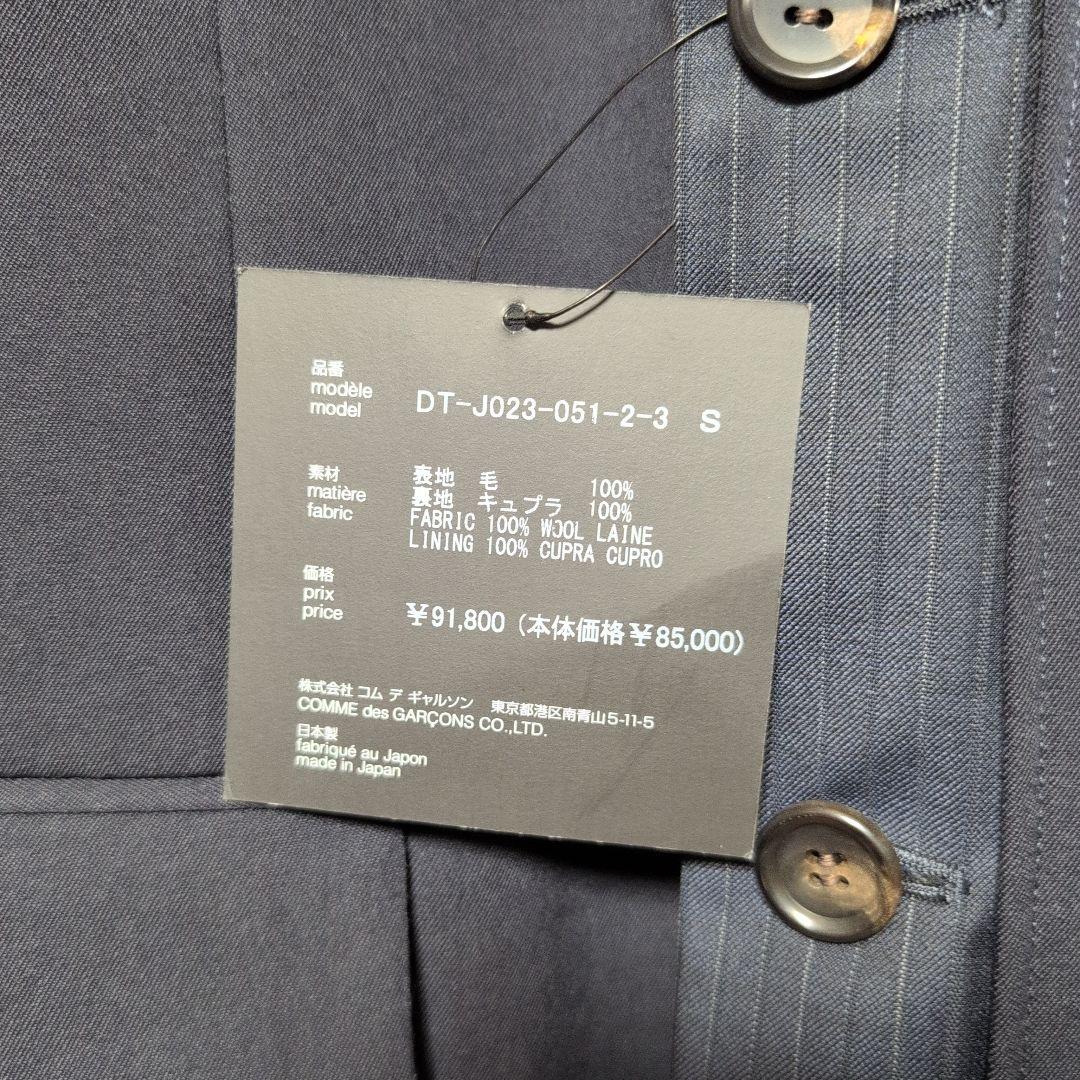 品番
modèle
model
DT-J023-051-2-3 S
素材
matière
fabric
表地 毛 100%
裏地 キュプラ 100%
FABRIC 100% WOOL LAINE
LINING 100% CUPRA CUPRO
価格
prix
price
¥91,800 (本体価格¥85,000)
株式会社 コム デ ギャルソン 東京都港区南青山5-11-5
COMME des GARÇONS CO.,LTD.
日本製
fabriqué au Japon
made in Japan